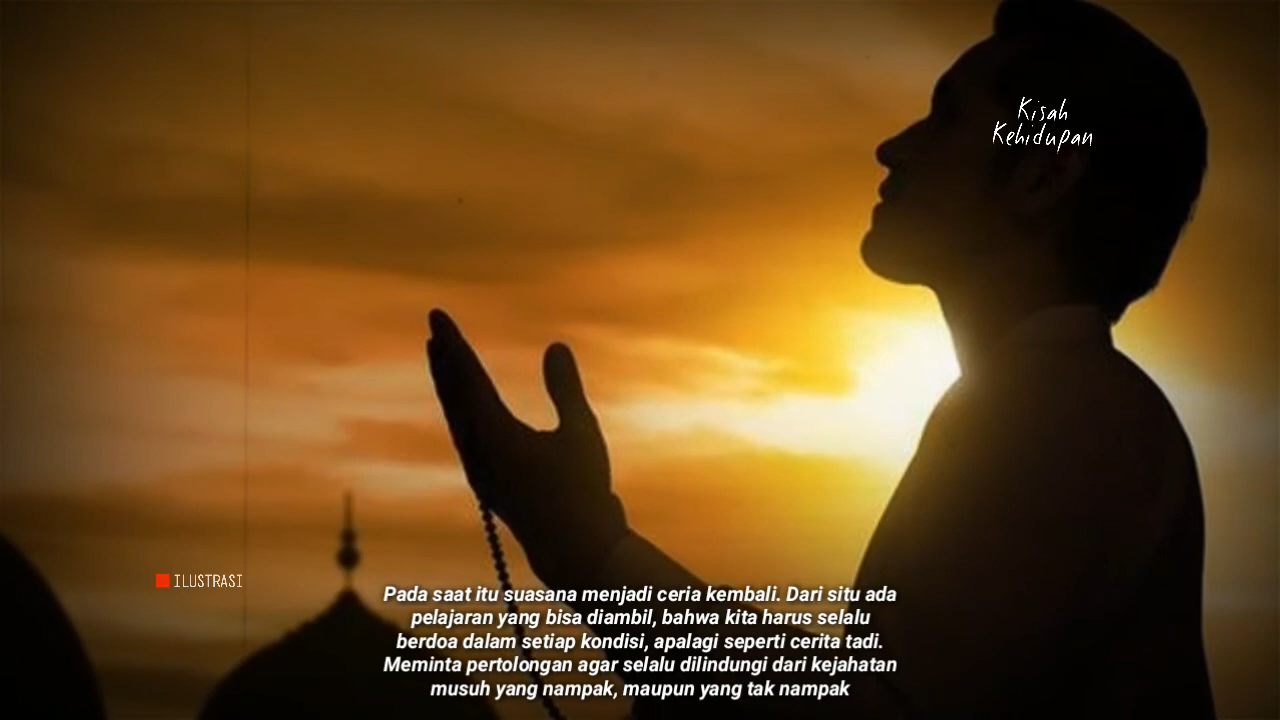 Kisah
Kehidupan
ILUSTRASI
Pada saat itu suasana menjadi ceria kembali. Dari situ ada
pelajaran yang bisa diambil, bahwa kita harus selalu
berdoa dalam setiap kondisi, apalagi seperti cerita tadi.
Meminta pertolongan agar selalu dilindungi dari kejahatan
musuh yang nampak, maupun yang tak nampak